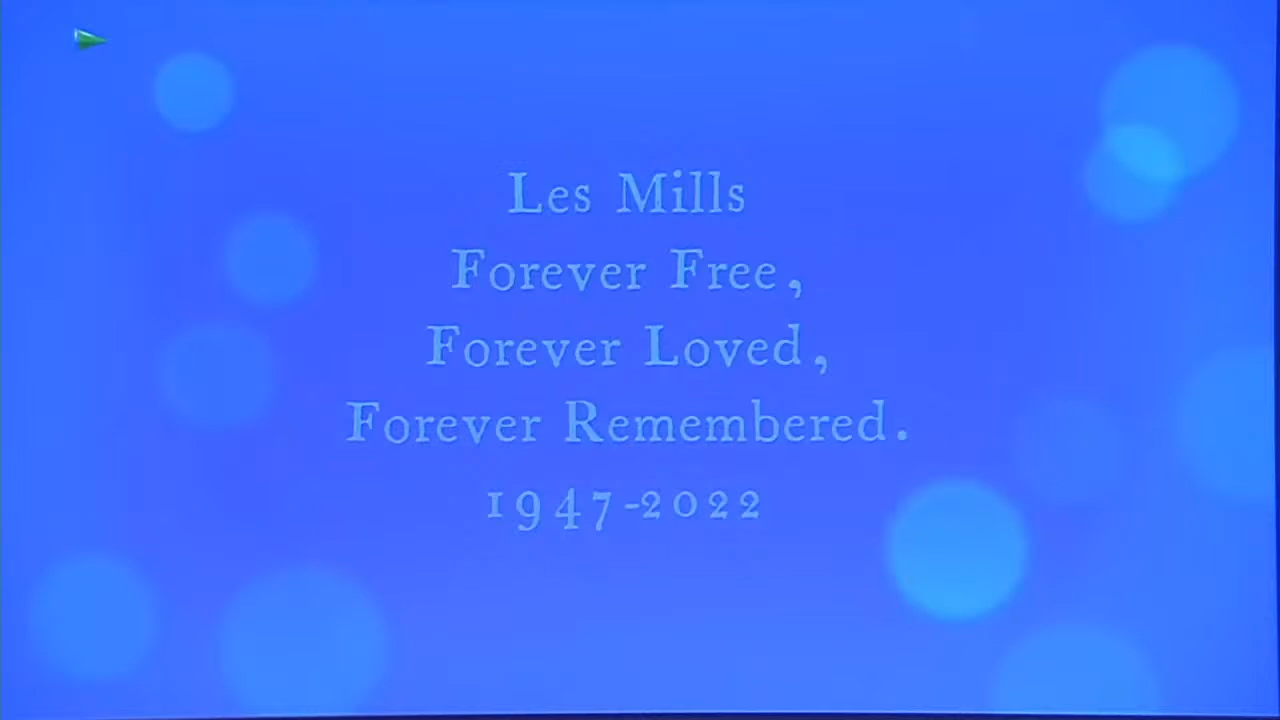 Les Mills
Forever Free,
Forever Loved,
Forever Remembered.
1947-2022